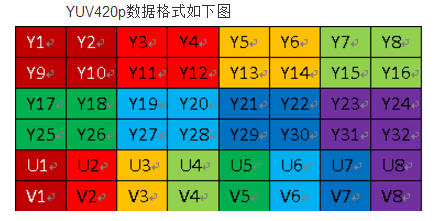 YUV420p数据格式如下图
Y1 Y2 Y3 Y4 Y5 Y6 Y7 Y8
Y9 Y10 Y11 Y12 Y13 Y14 Y15 Y16
Y17 Y18 Y19 Y20 Y21 Y22 Y23 Y24
Y25 Y26 Y27 Y28 Y29 Y30 Y31 Y32
U1 U2 U3 U4 U5 U6 U7 U8
V1 V2 V3 V4 V5 V6 V7 V8